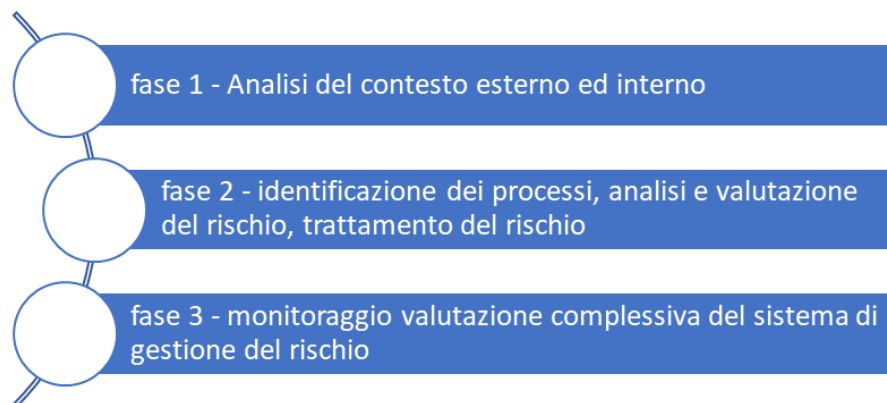 fase 1 - Analisi del contesto esterno ed interno
fase 2 - identificazione dei processi, analisi e valutazione
del rischio, trattamento del rischio
fase 3 - monitoraggio valutazione complessiva del sistema di
gestione del rischio